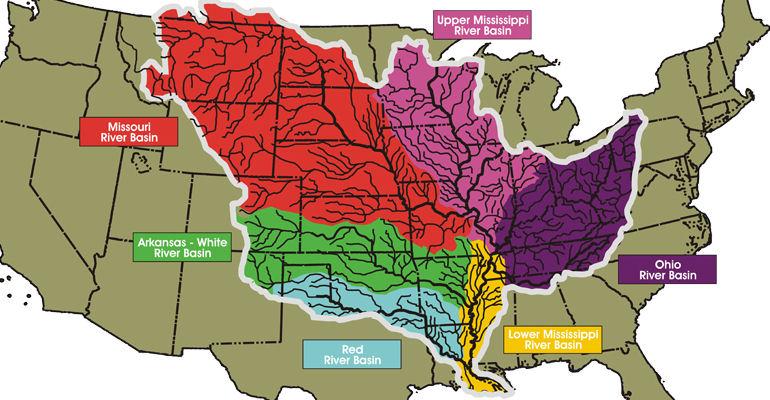 Upper Mississippi
River Basin
Missouri
River Basin
Arkansas - White
River Basin
Ohio
River Basin
Lower Mississippi
River Basin
Red
River Basin